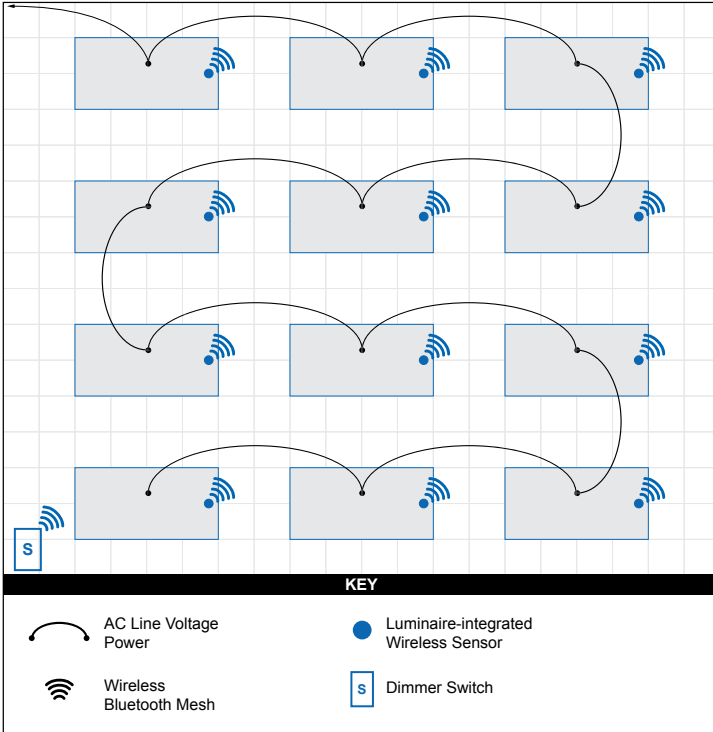 S
KEY
AC Line Voltage
Power
Luminaire-integrated
Wireless Sensor
Wireless
Bluetooth Mesh
S
Dimmer Switch